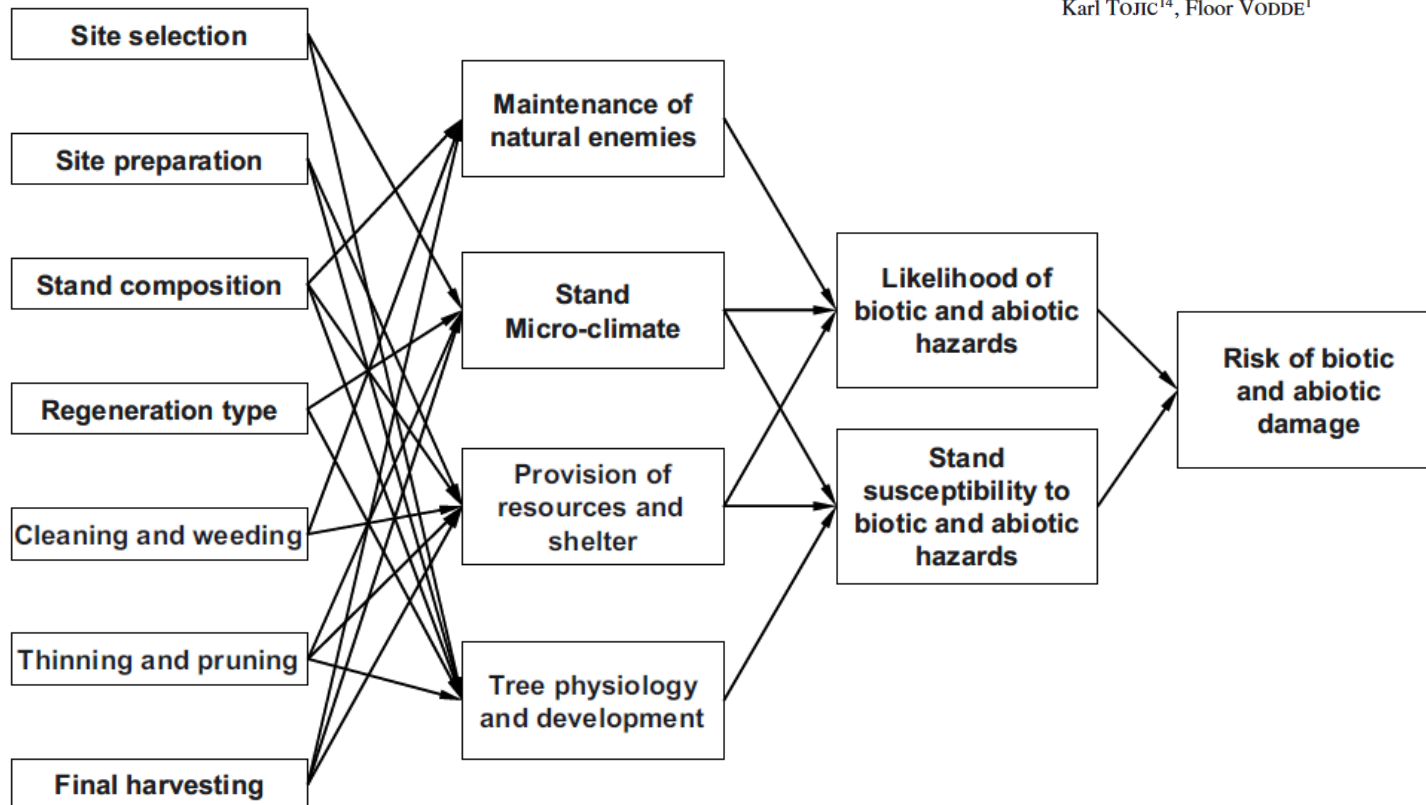 Karl TOJIC14, Floor VODDE1
Site selection
Site preparation
Stand composition
Regeneration type
Cleaning and weeding
Thinning and pruning
Final harvesting
Maintenance of
natural enemies
Stand
Micro-climate
Provision of
resources and
shelter
Tree physiology
and development
Likelihood of
biotic and abiotic
hazards
Stand
susceptibility to
biotic and abiotic
hazards
Risk of biotic
and abiotic
damage